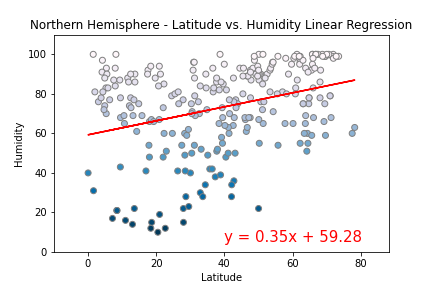 Northern Hemisphere - Latitude vs. Humidity Linear Regression
100
80
60
40
20
0
Humidity
y = 0.35x + 59.28
0
20
40
60
80
Latitude